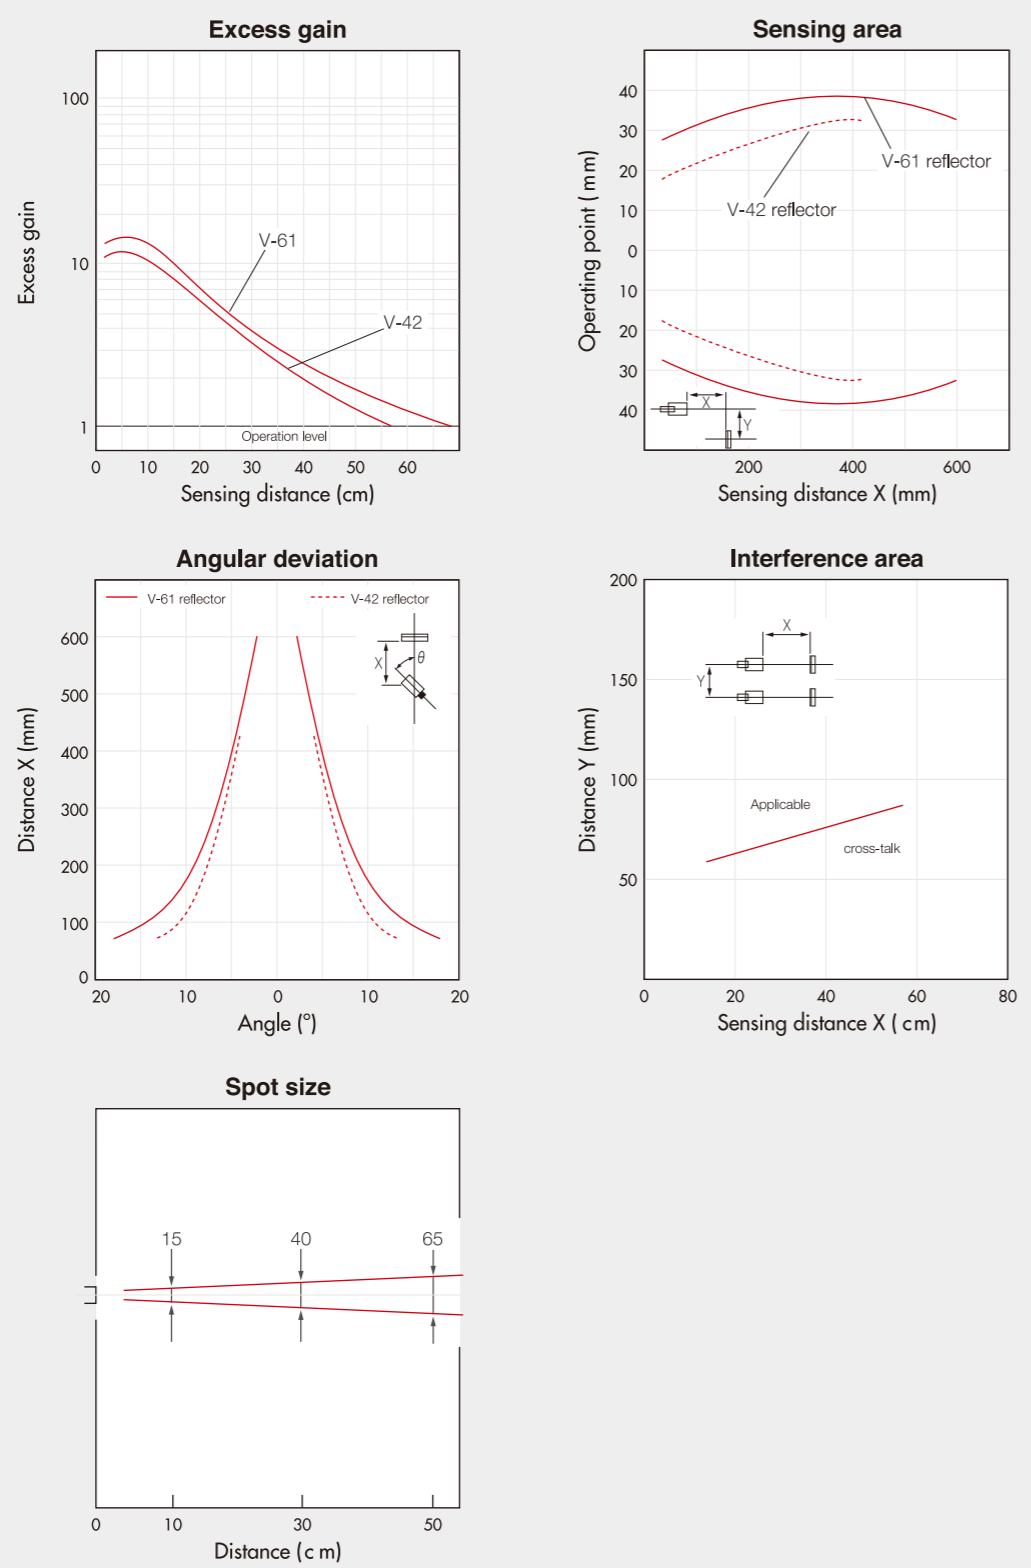 Excess gain
Excess gain
100
10
1
V-61
V-42
Operation level
0 10 20 30 40 50 60
Sensing distance (cm)
Sensing area
Operating point ( mm)
40
30
20
10
0
10
20
30
40
V-61 reflector
V-42 reflector
X
Y
200 400 600
Sensing distance X (mm)
Angular deviation
V-61 reflector V-42 reflector
Distance X (mm)
600
500
400
300
200
100
0
X
θ
20 10 0 10 20
Angle (°)
Interference area
Distance Y (mm)
200
150
100
50
X
Y
Applicable
cross-talk
0 20 40 60 80
Sensing distance X ( cm)
Spot size
15 40 65
0 10 30 50
Distance (c m)